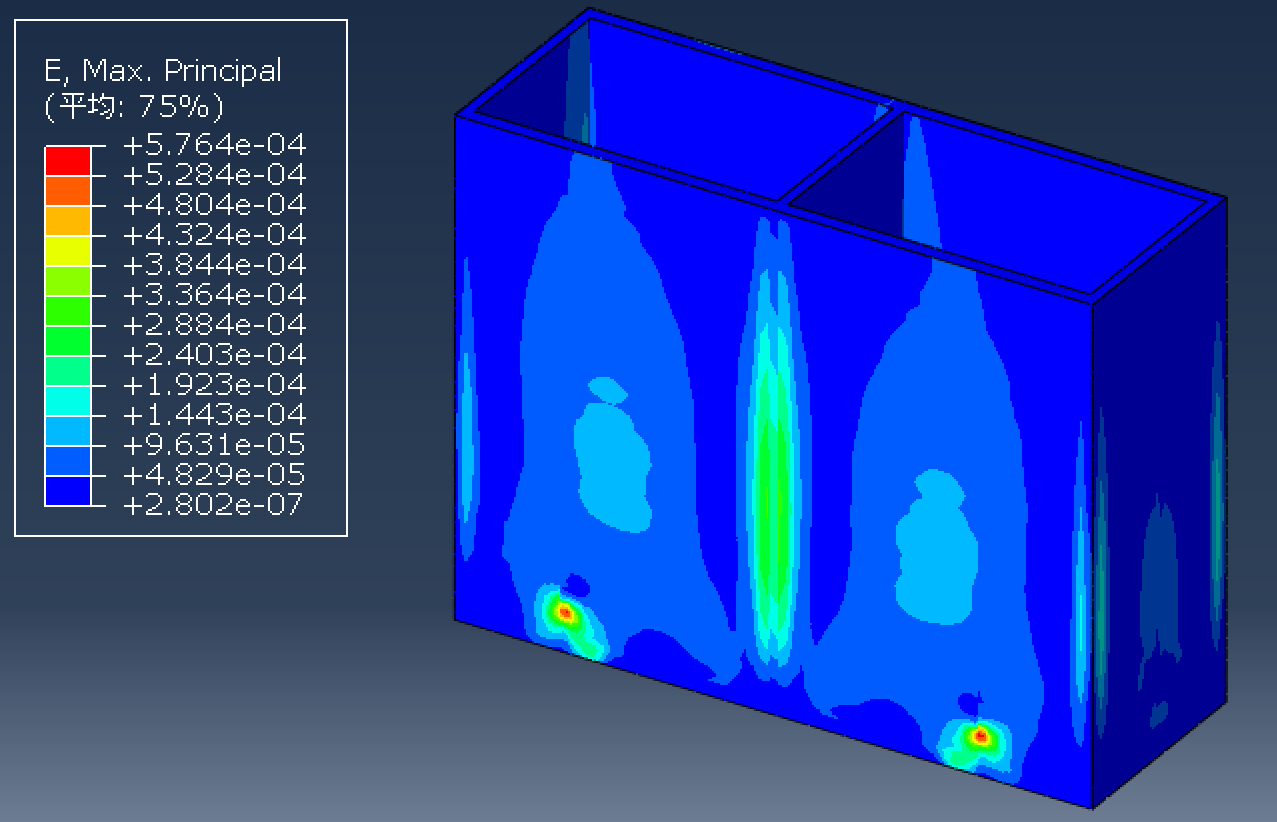 E, Max. Principal
(平均: 75%)
+5.764e-04
+5.284e-04
+4.804e-04
+4.324e-04
+3.844e-04
+3.364e-04
+2.884e-04
+2.403e-04
+1.923e-04
+1.443e-04
+9.631e-05
+4.829e-05
+2.802e-07